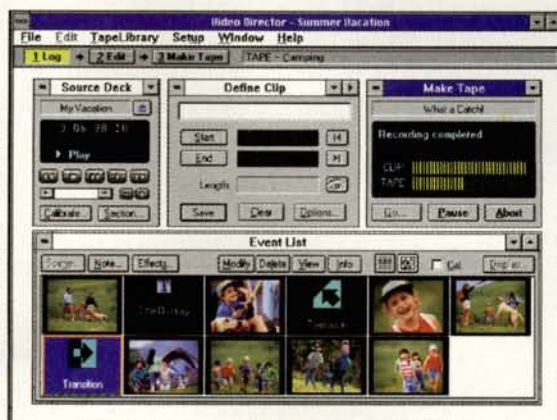 Video Director - Summer Vacation
File Edit TapeLibrary Setup Window Help
1 Log 2 Edit 3 Make Tape TAPE - Camping
Source Deck
My Vacation
Play
Calibrate... Section...
Define Clip
Start
End
Length:
Save Clear Options...
Make Tape
What a Catch!
Recording completed
CLIP
TAPE
Go... Pause Abort
Event List
Scene... Note... Effects... Modify Delete View Info Display...
Transition
Transition